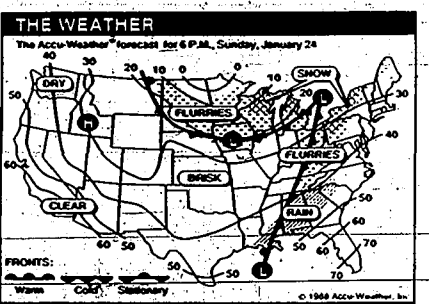 THE WEATHER
The Accu-Weather® forecast for 6 P.M., Sunday, January 24
40
30
20
10
0
0
10
SNOW
DRY
50
FLURRIES
20
L
30
H
L
40
60
FLURRIES
50
BRISK
CLEAR
RAIN
60
50
50
60
70
FRONTS:
50
L
50
60
70
Warm
Cold
Stationary
© 1988 Accu-Weather, Inc.